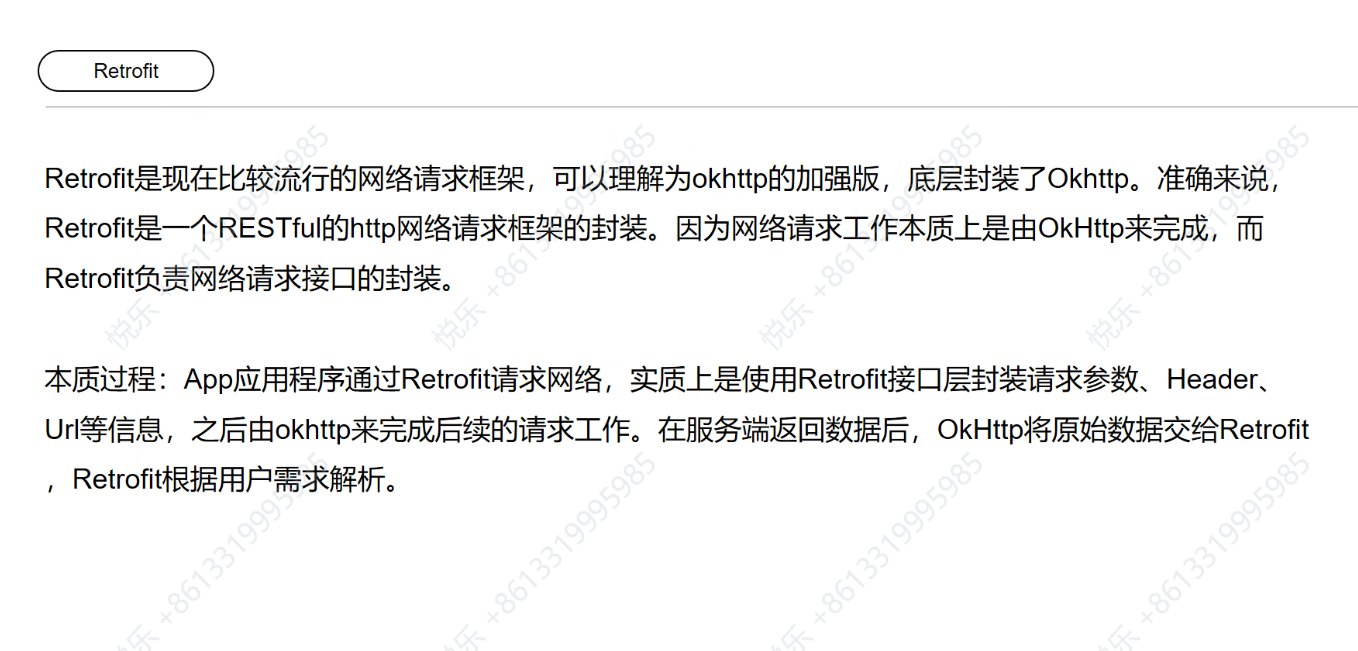 Retrofit
Retrofit是现在比较流行的网络请求框架，可以理解为okhttp的加强版，底层封装了Okhttp。准确来说，
Retrofit是一个RESTful的http网络请求框架的封装。因为网络请求工作本质上是由OkHttp来完成，而
Retrofit负责网络请求接口的封装。
本质过程：App应用程序通过Retrofit请求网络，实质上是使用Retrofit接口层封装请求参数、Header、
Url等信息，之后由okhttp来完成后续的请求工作。在服务端返回数据后，OkHttp将原始数据交给Retrofit
，Retrofit根据用户需求解析。
悦乐 +8613319995985
悦乐 +8613319995985
悦乐 +8613319995985
悦乐 +8613319995985
悦乐 +8613319995985
悦乐 +8613319995985
悦乐 +8613319995985
悦乐 +8613319995985